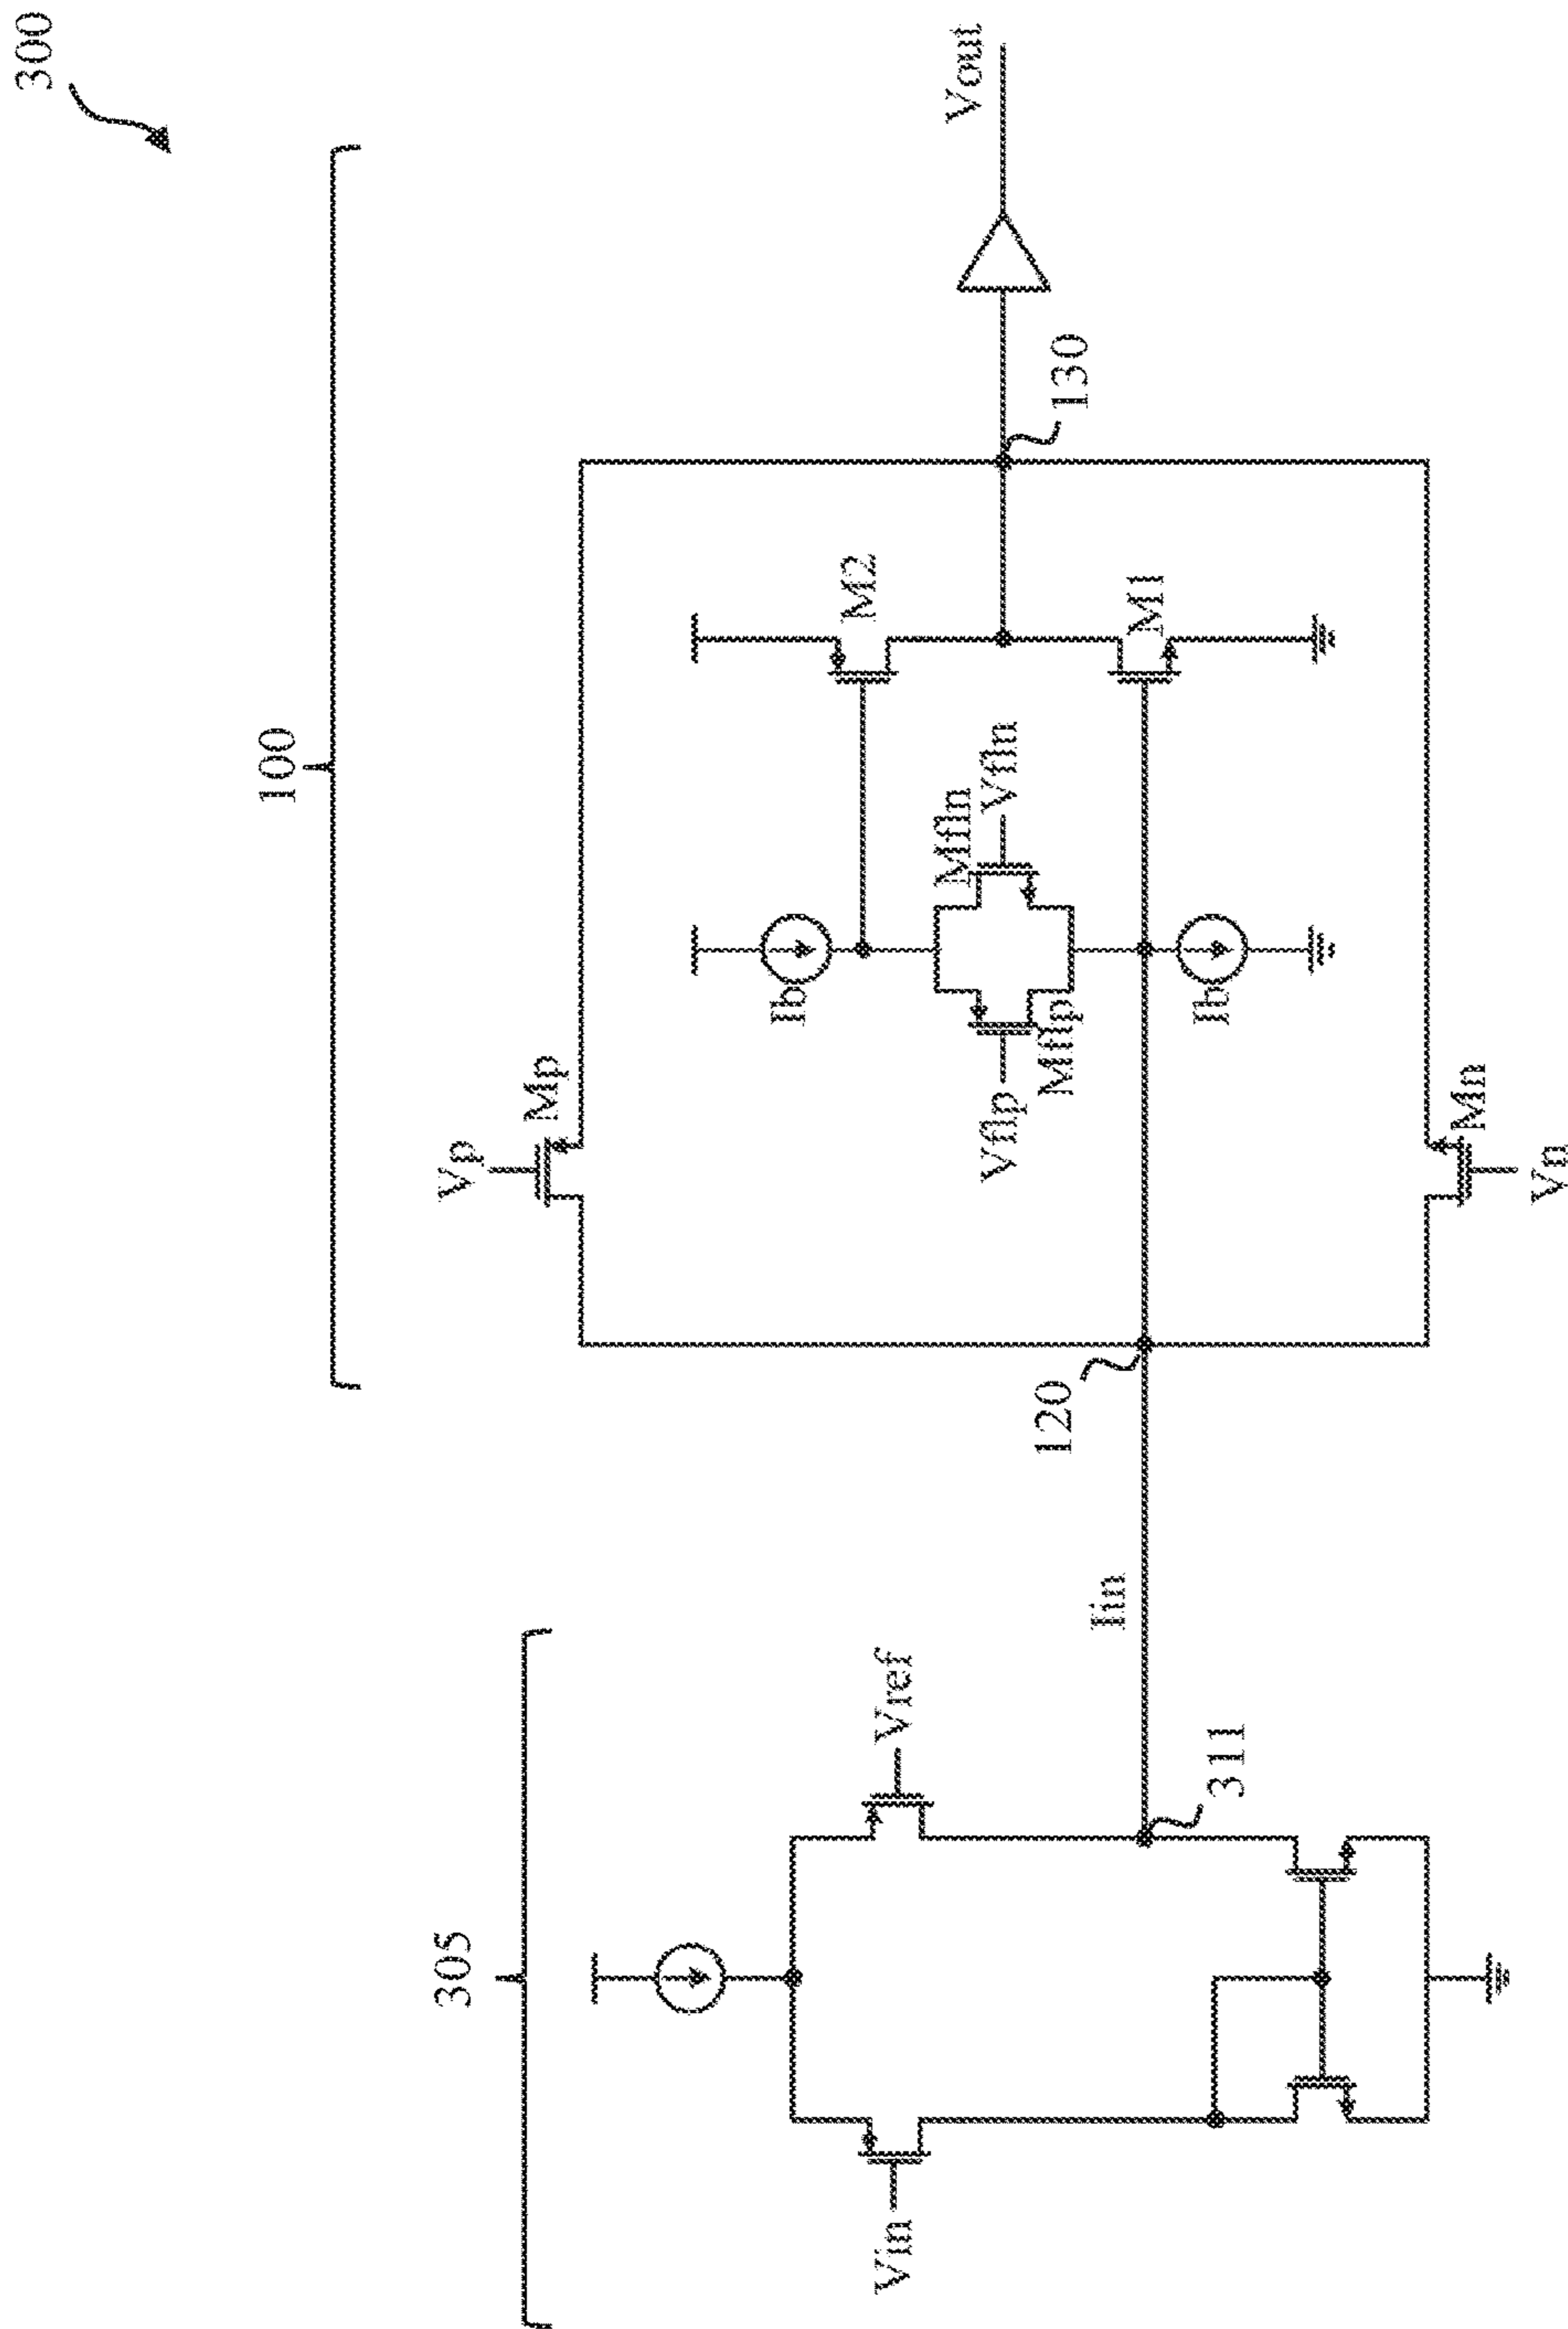 300
100
305
Vp
Mp
Vout
Ib
M2
Vin
Vref
Mfln
Vfln
Vflp
Mflp
130
120
Iin
M1
311
Ib
Mn
Vn